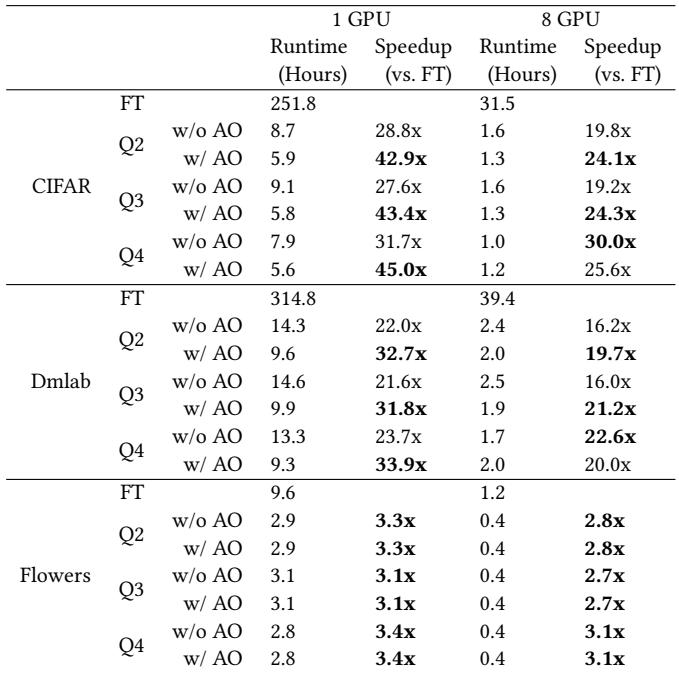 1 GPU 8 GPU
Runtime Speedup Runtime Speedup
(Hours) (vs. FT) (Hours) (vs. FT)
FT 251.8 31.5
Q2 w/o AO 8.7 28.8x 1.6 19.8x
w/ AO 5.9 42.9x 1.3 24.1x
CIFAR Q3 w/o AO 9.1 27.6x 1.6 19.2x
w/ AO 5.8 43.4x 1.3 24.3x
Q4 w/o AO 7.9 31.7x 1.0 30.0x
w/ AO 5.6 45.0x 1.2 25.6x
FT 314.8 39.4
Q2 w/o AO 14.3 22.0x 2.4 16.2x
w/ AO 9.6 32.7x 2.0 19.7x
Dmlab Q3 w/o AO 14.6 21.6x 2.5 16.0x
w/ AO 9.9 31.8x 1.9 21.2x
Q4 w/o AO 13.3 23.7x 1.7 22.6x
w/ AO 9.3 33.9x 2.0 20.0x
FT 9.6 1.2
Q2 w/o AO 2.9 3.3x 0.4 2.8x
w/ AO 2.9 3.3x 0.4 2.8x
Flowers Q3 w/o AO 3.1 3.1x 0.4 2.7x
w/ AO 3.1 3.1x 0.4 2.7x
Q4 w/o AO 2.8 3.4x 0.4 3.1x
w/ AO 2.8 3.4x 0.4 3.1x